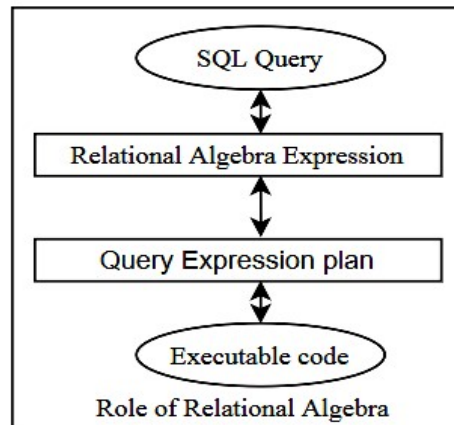 SQL Query
Relational Algebra Expression
Query Expression plan
Executable code
Role of Relational Algebra